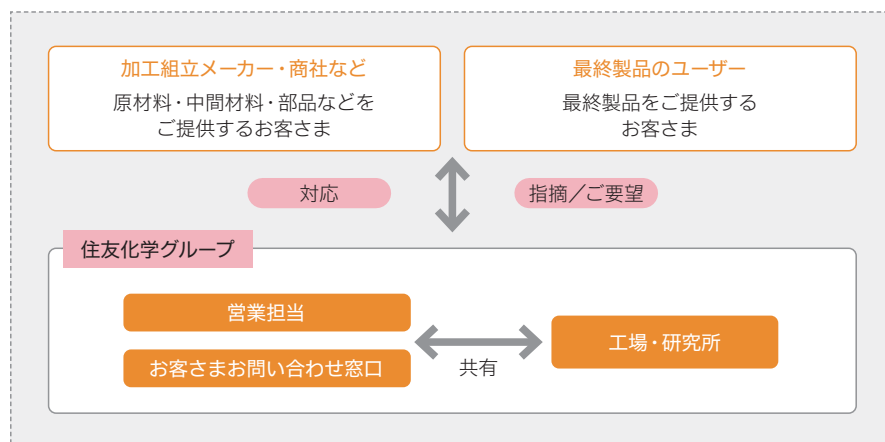 加工組立メーカー・商社など
原材料・中間材料・部品などを
ご提供するお客さま
最終製品のユーザー
最終製品をご提供する
お客さま
対応
指摘／ご要望
住友化学グループ
営業担当
お客さまお問い合わせ窓口
共有
工場・研究所